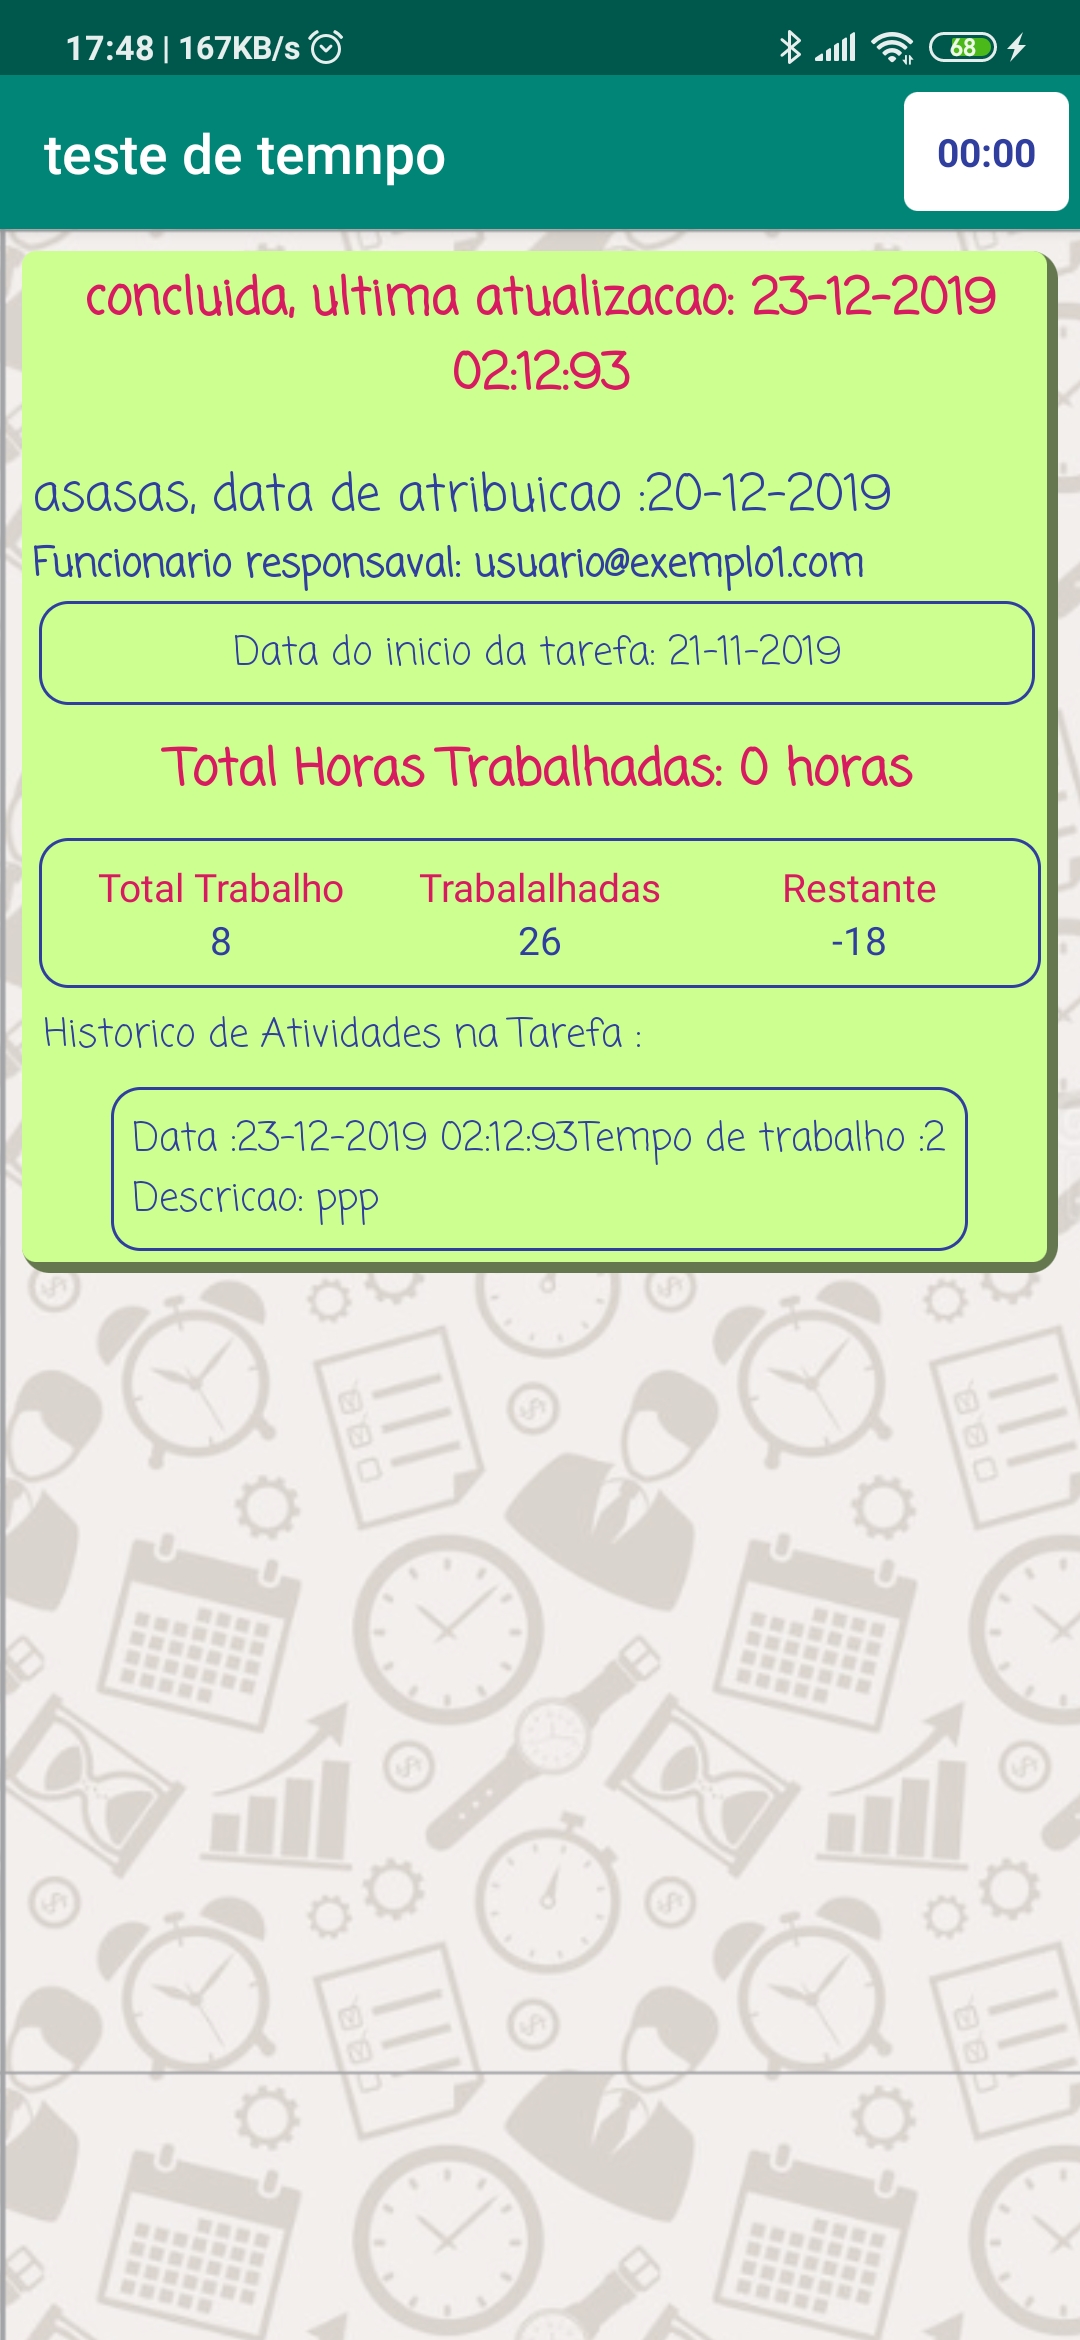 17:48 | 167KB/s
68
teste de temnpo
00:00
concluida, ultima atualizacao: 23-12-2019
02:12:93
asasas, data de atribuicao :20-12-2019
Funcionario responsaval: usuario@exemplo1.com
Data do inicio da tarefa: 21-11-2019
Total Horas Trabalhadas: 0 horas
Total Trabalho Trabalalhadas Restante
8 26 -18
Historico de Atividades na Tarefa :
Data :23-12-2019 02:12:93Tempo de trabalho :2
Descricao: ppp